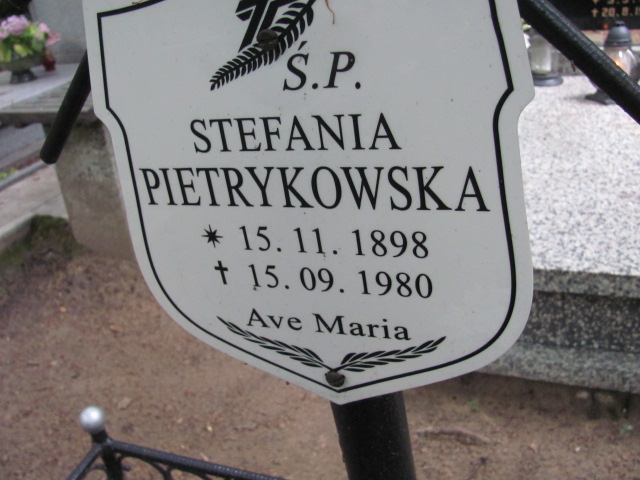 Ś.P.
STEFANIA
PIETRYKOWSKA
* 15. 11. 1898
† 15. 09. 1980
Ave Maria